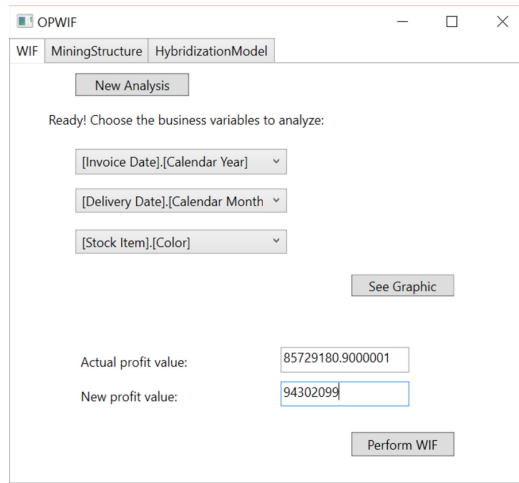 OPWIF
WIF MiningStructure HybridizationModel
New Analysis
Ready! Choose the business variables to analyze:
[Invoice Date].[Calendar Year]
[Delivery Date].[Calendar Month
[Stock Item].[Color]
See Graphic
Actual profit value: 85729180.9000001
New profit value: 94302099
Perform WIF